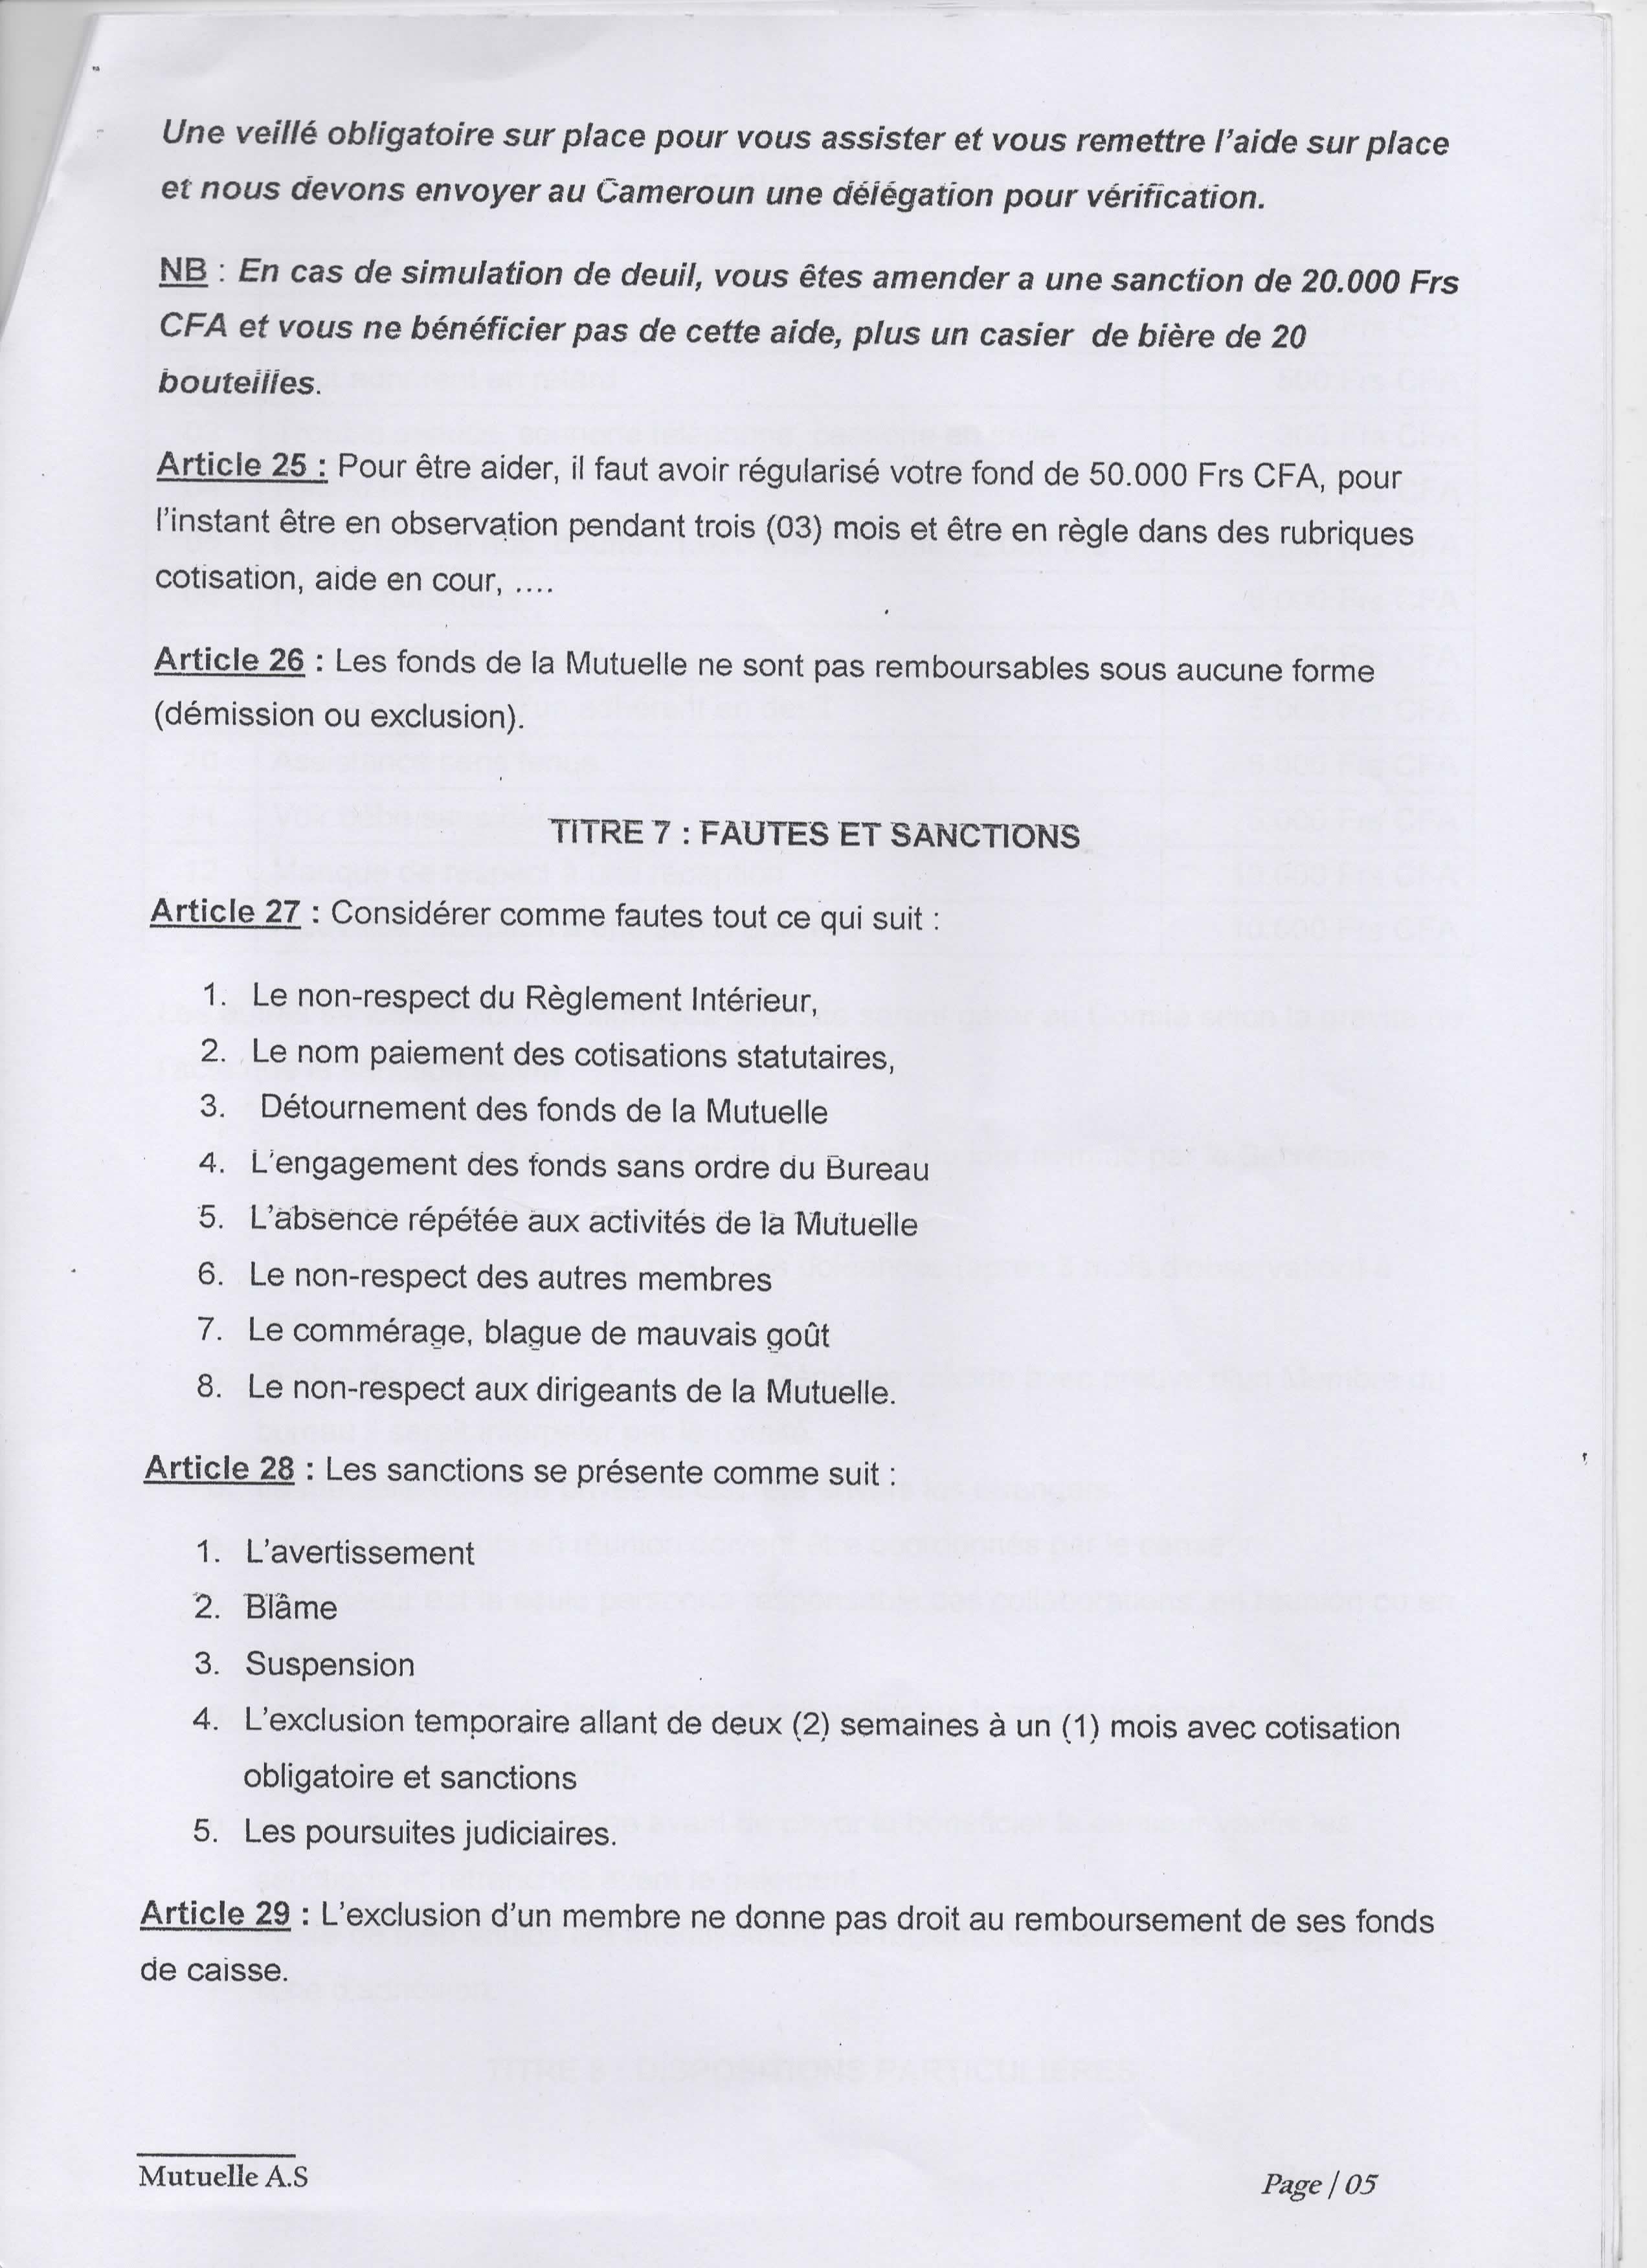 Une veillé obligatoire sur place pour vous assister et vous remettre l'aide sur place
et nous devons envoyer au Cameroun une délégation pour vérification.
NB : En cas de simulation de deuil, vous êtes amender a une sanction de 20.000 Frs
CFA et vous ne bénéficier pas de cette aide, plus un casier de bière de 20
bouteilles.
Article 25 : Pour être aider, il faut avoir régularisé votre fond de 50.000 Frs CFA, pour
l'instant être en observation pendant trois (03) mois et être en règle dans des rubriques
cotisation, aide en cour, ....
Article 26 : Les fonds de la Mutuelle ne sont pas remboursables sous aucune forme
(démission ou exclusion).
TITRE 7 : FAUTES ET SANCTIONS
Article 27 : Considérer comme fautes tout ce qui suit :
1. Le non-respect du Règlement Intérieur,
2. Le nom paiement des cotisations statutaires,
3. Détournement des fonds de la Mutuelle
4. L'engagement des fonds sans ordre du Bureau
5. L'absence répétée aux activités de la Mutuelle
6. Le non-respect des autres membres
7. Le commérage, blague de mauvais goût
8. Le non-respect aux dirigeants de la Mutuelle.
Article 28 : Les sanctions se présente comme suit :
1. L'avertissement
2. Blâme
3. Suspension
4. L'exclusion temporaire allant de deux (2) semaines à un (1) mois avec cotisation
obligatoire et sanctions
5. Les poursuites judiciaires.
Article 29 : L'exclusion d'un membre ne donne pas droit au remboursement de ses fonds
de caisse.
Mutuelle A.S
Page / 05